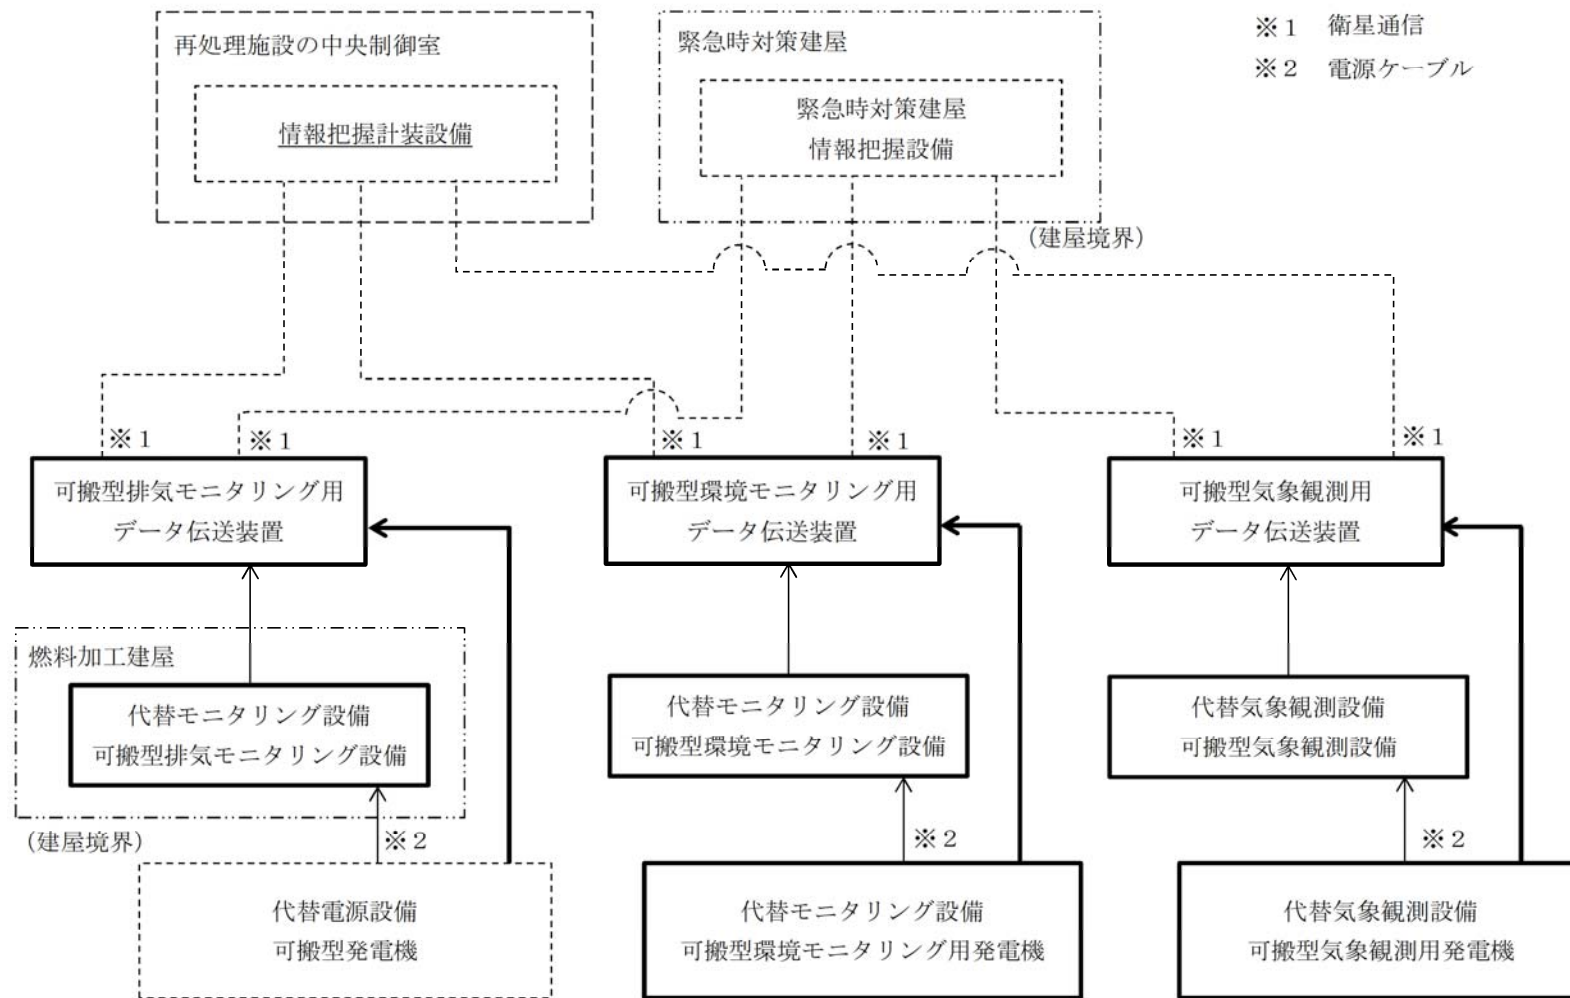 再処理施設の中央制御室
情報把握計装設備
緊急時対策建屋
緊急時対策建屋
情報把握設備
(建屋境界)
※1 衛星通信
※2 電源ケーブル
※1
※1
※1
※1
※1
※1
可搬型排気モニタリング用
データ伝送装置
可搬型環境モニタリング用
データ伝送装置
可搬型気象観測用
データ伝送装置
燃料加工建屋
代替モニタリング設備
可搬型排気モニタリング設備
(建屋境界)
代替モニタリング設備
可搬型環境モニタリング設備
代替気象観測設備
可搬型気象観測設備
※2
※2
※2
代替電源設備
可搬型発電機
代替モニタリング設備
可搬型環境モニタリング用発電機
代替気象観測設備
可搬型気象観測用発電機